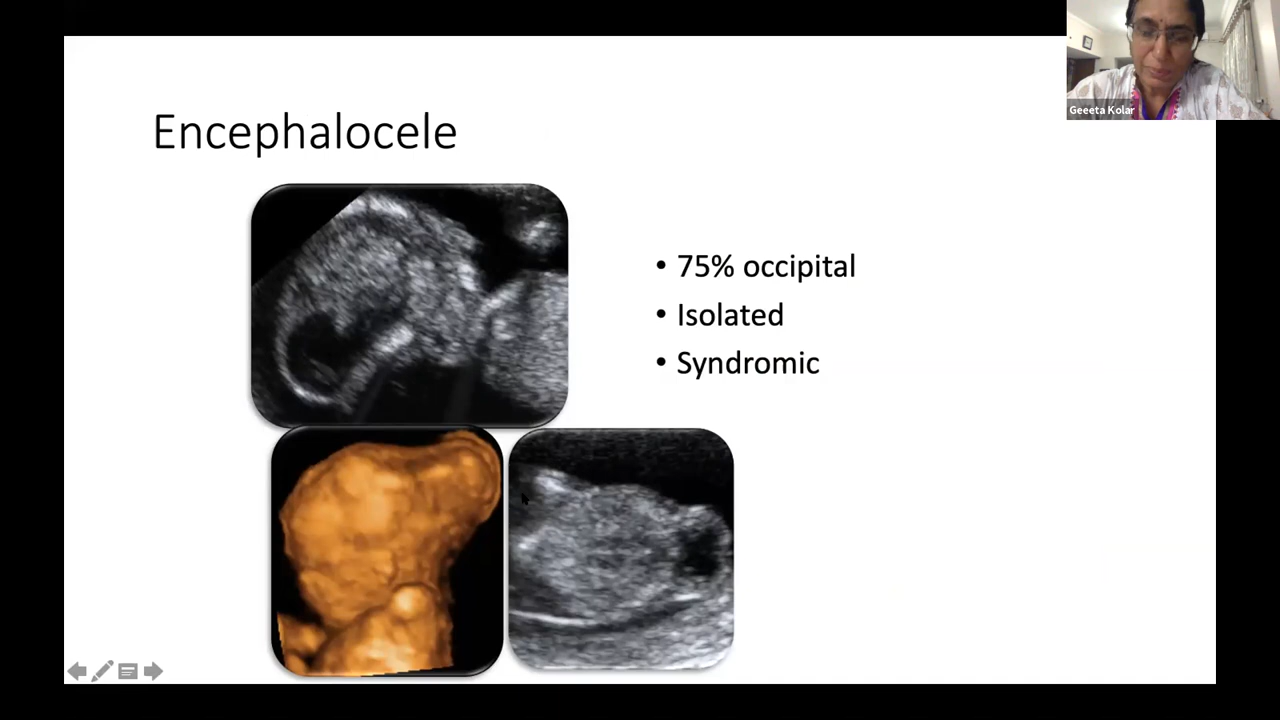 Geeeta Kolar
Encephalocele
• 75% occipital
• Isolated
• Syndromic